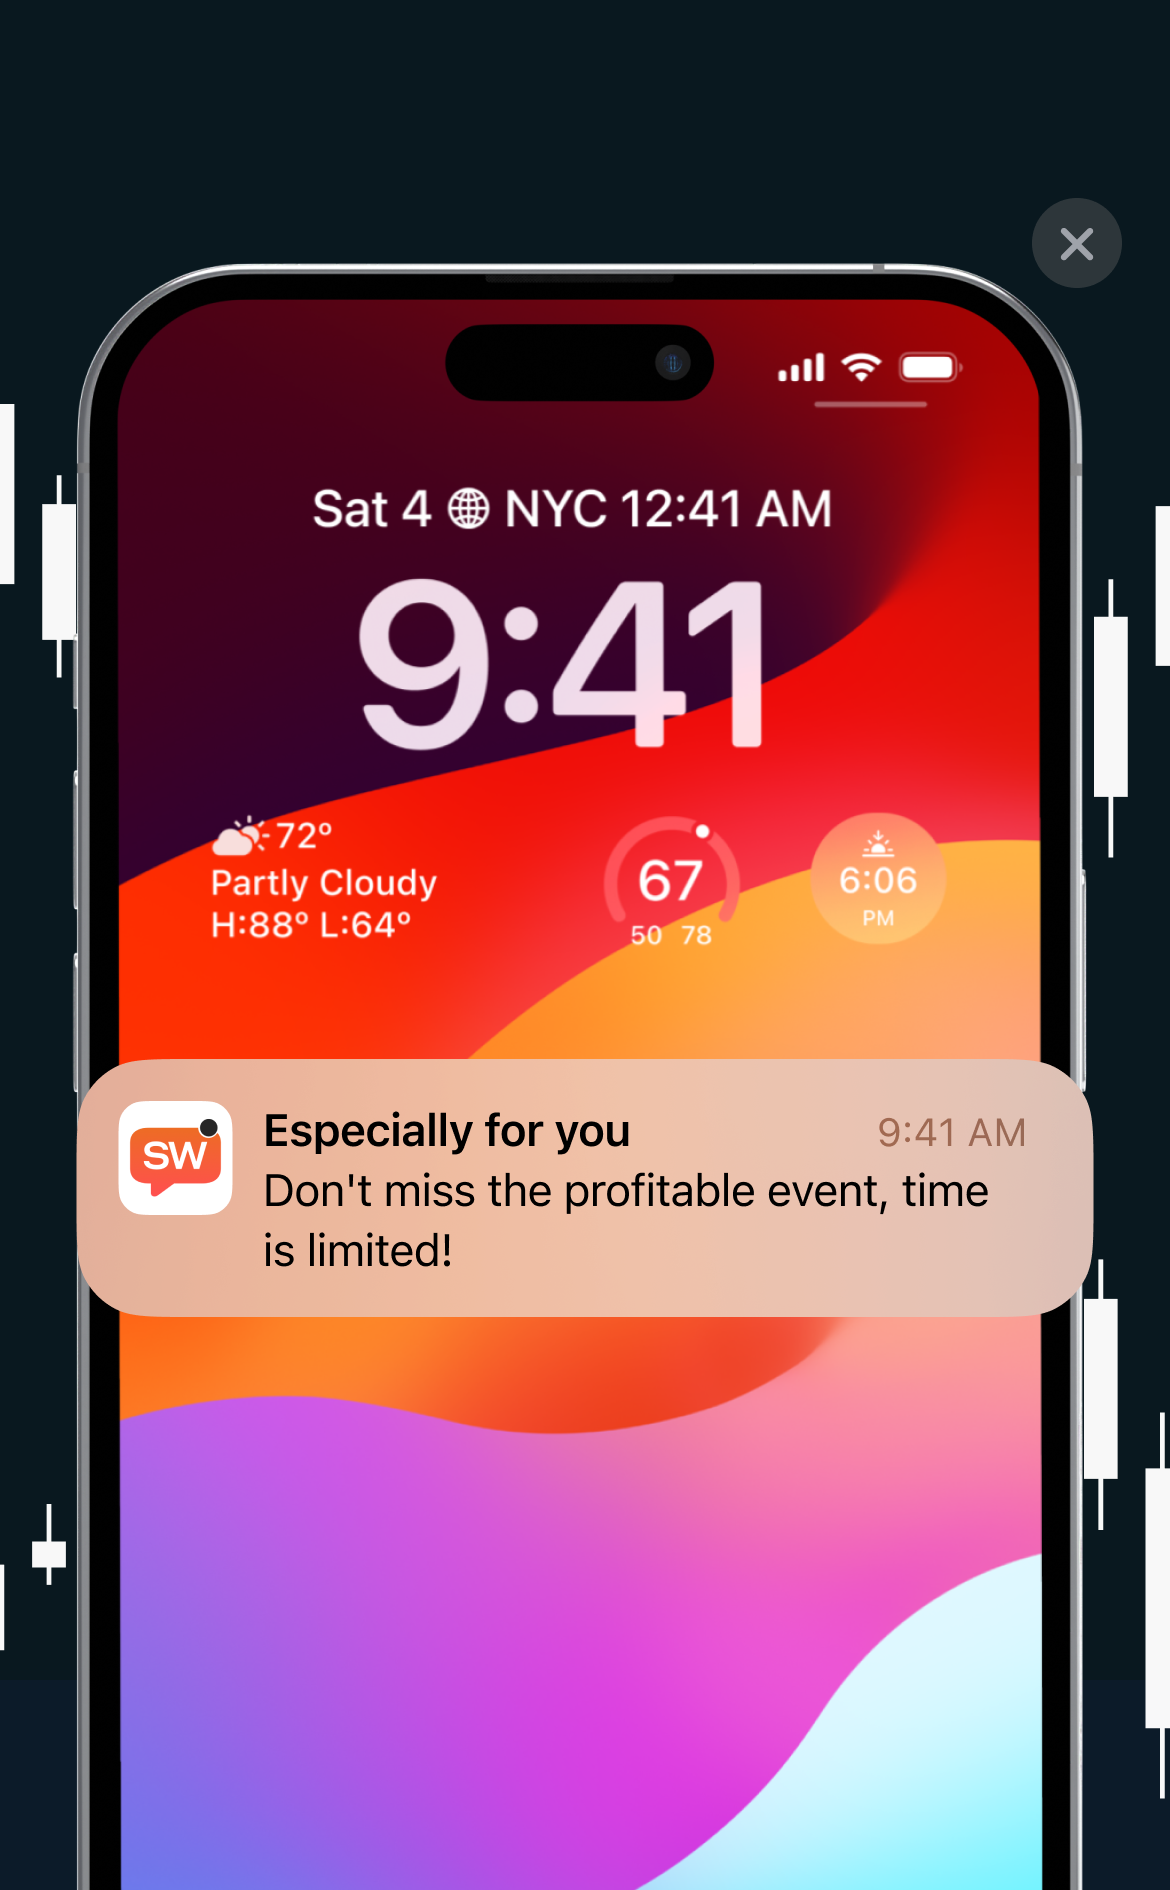 Sat 4 NYC 12:41 AM
9:41
72°
Partly Cloudy
H:88° L:64°
67
50 78
6:06
PM
SW
Especially for you
9:41 AM
Don't miss the profitable event, time
is limited!